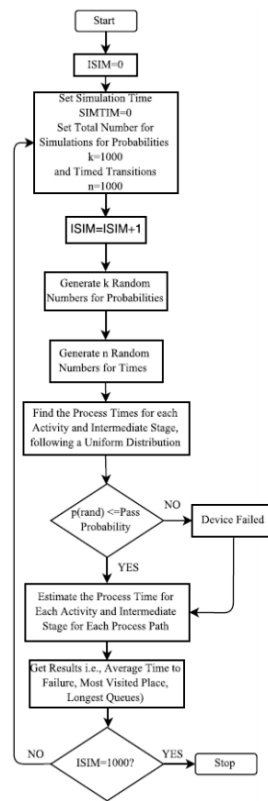 Start
ISIM=0
Set Simulation Time
SIMTIM=0
Set Total Number for
Simulations for Probabilities
k=1000
and Timed Transitions
n=1000
ISIM=ISIM+1
Generate k Random
Numbers for Probabilities
Generate n Random
Numbers for Times
Find the Process Times for each
Activity and Intermediate Stage,
following a Uniform Distribution
p(rand) <=Pass
Probability
NO
Device Failed
YES
Estimate the Process Time for
Each Activity and Intermediate
Stage for Each Process Path
Get Results i.e., Average Time to
Failure, Most Visited Place,
Longest Queues)
NO
ISIM=1000?
YES
Stop